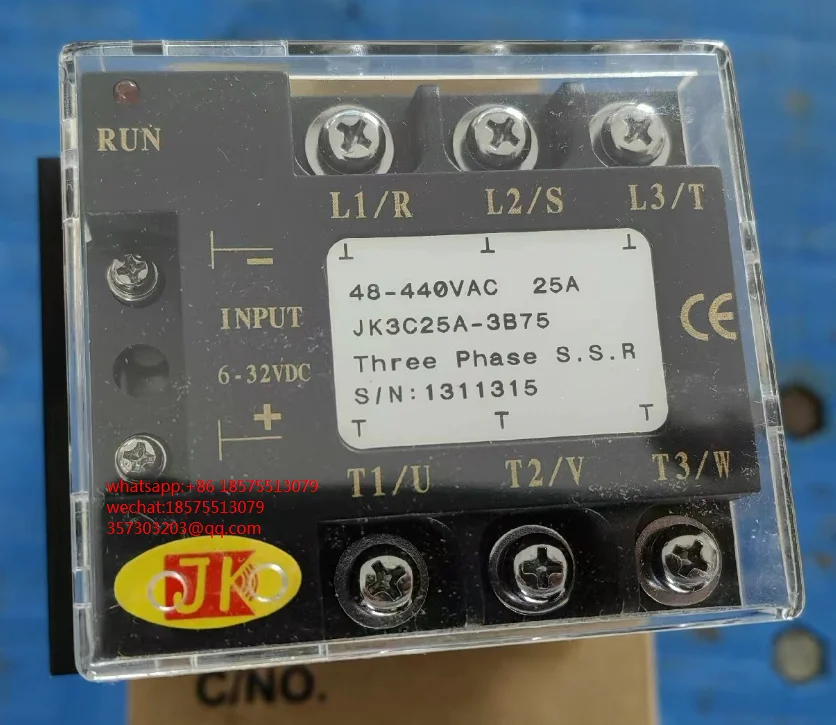 RUN
L1/R L2/S L3/T
48-440VAC 25A
JK3C25A-3B75
Three Phase S.S.R
S/N:1311315
INPUT
6-32VDC
- +
CE
T1/U T2/V T3/W
whatsapp:+86 18575513079
wechat:18575513079
357303203@qq.com
JK
C/NO.